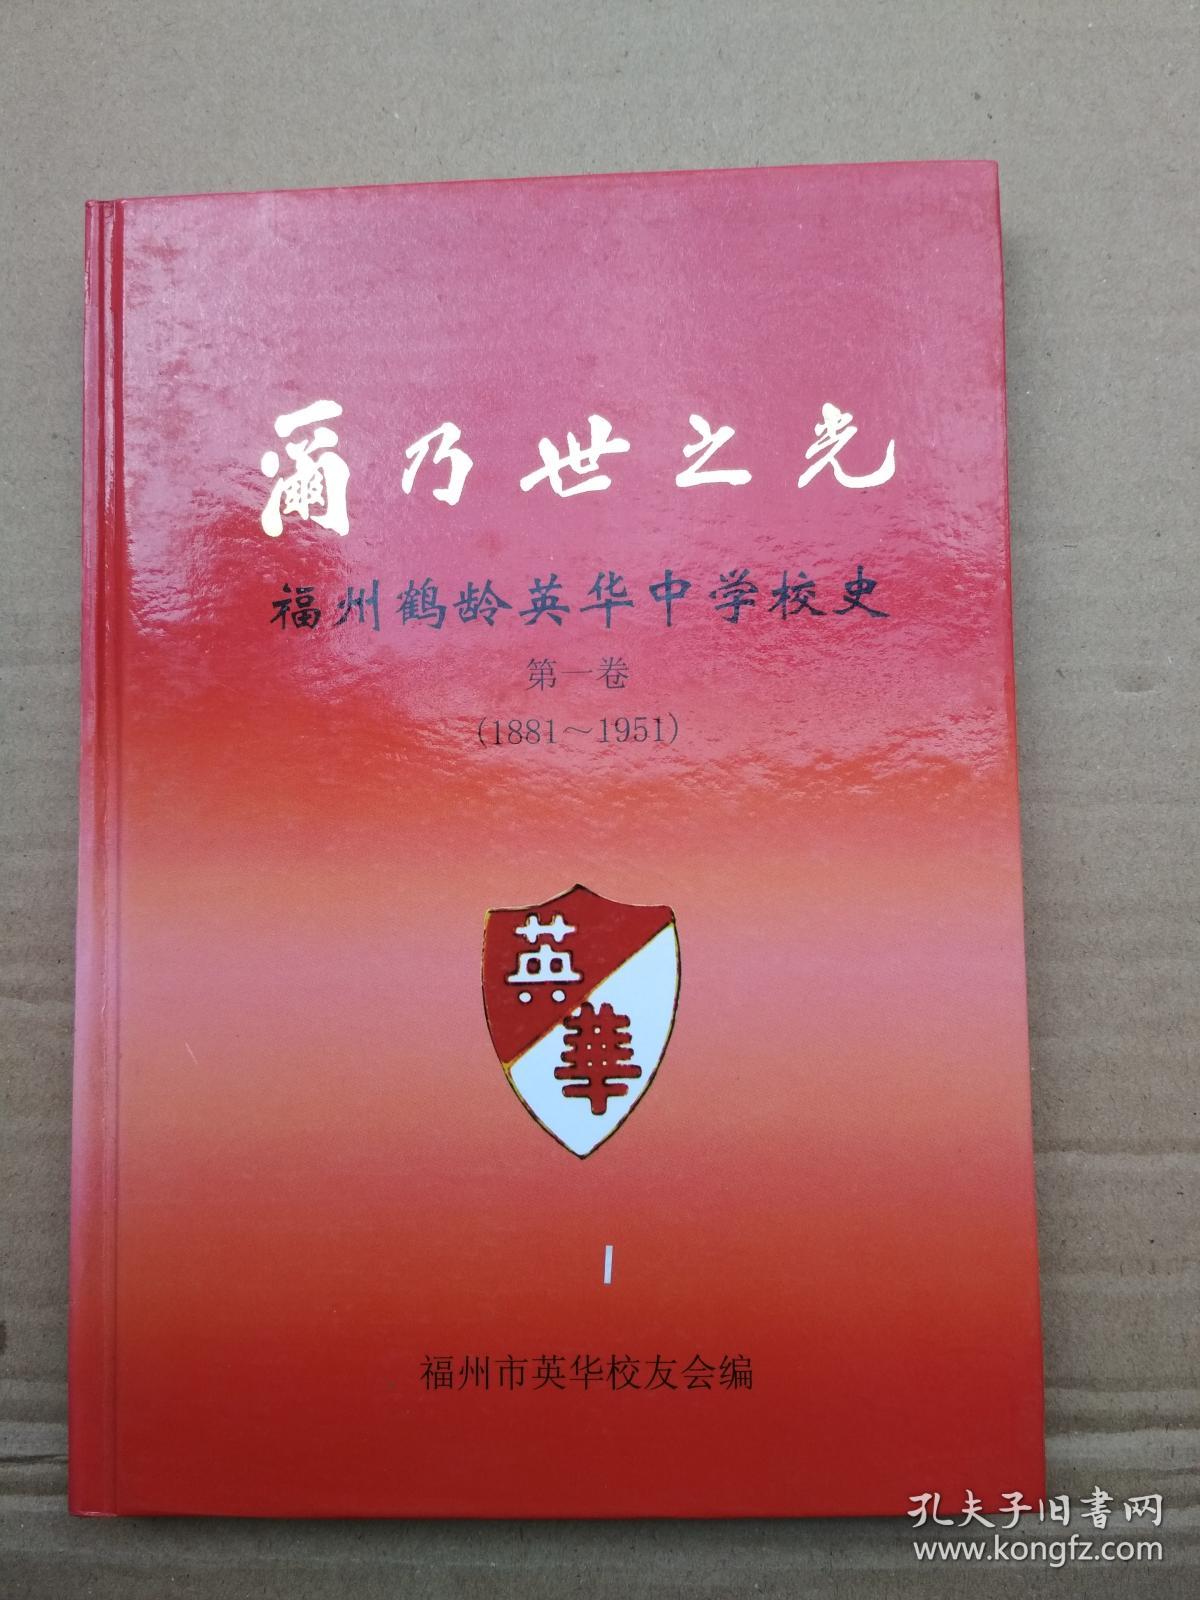 爾乃世之光
福州鹤龄英华中学校史
第一卷
(1881～1951)
英
華
福州市英华校友会编
孔夫子旧書网
www.kongfz.com